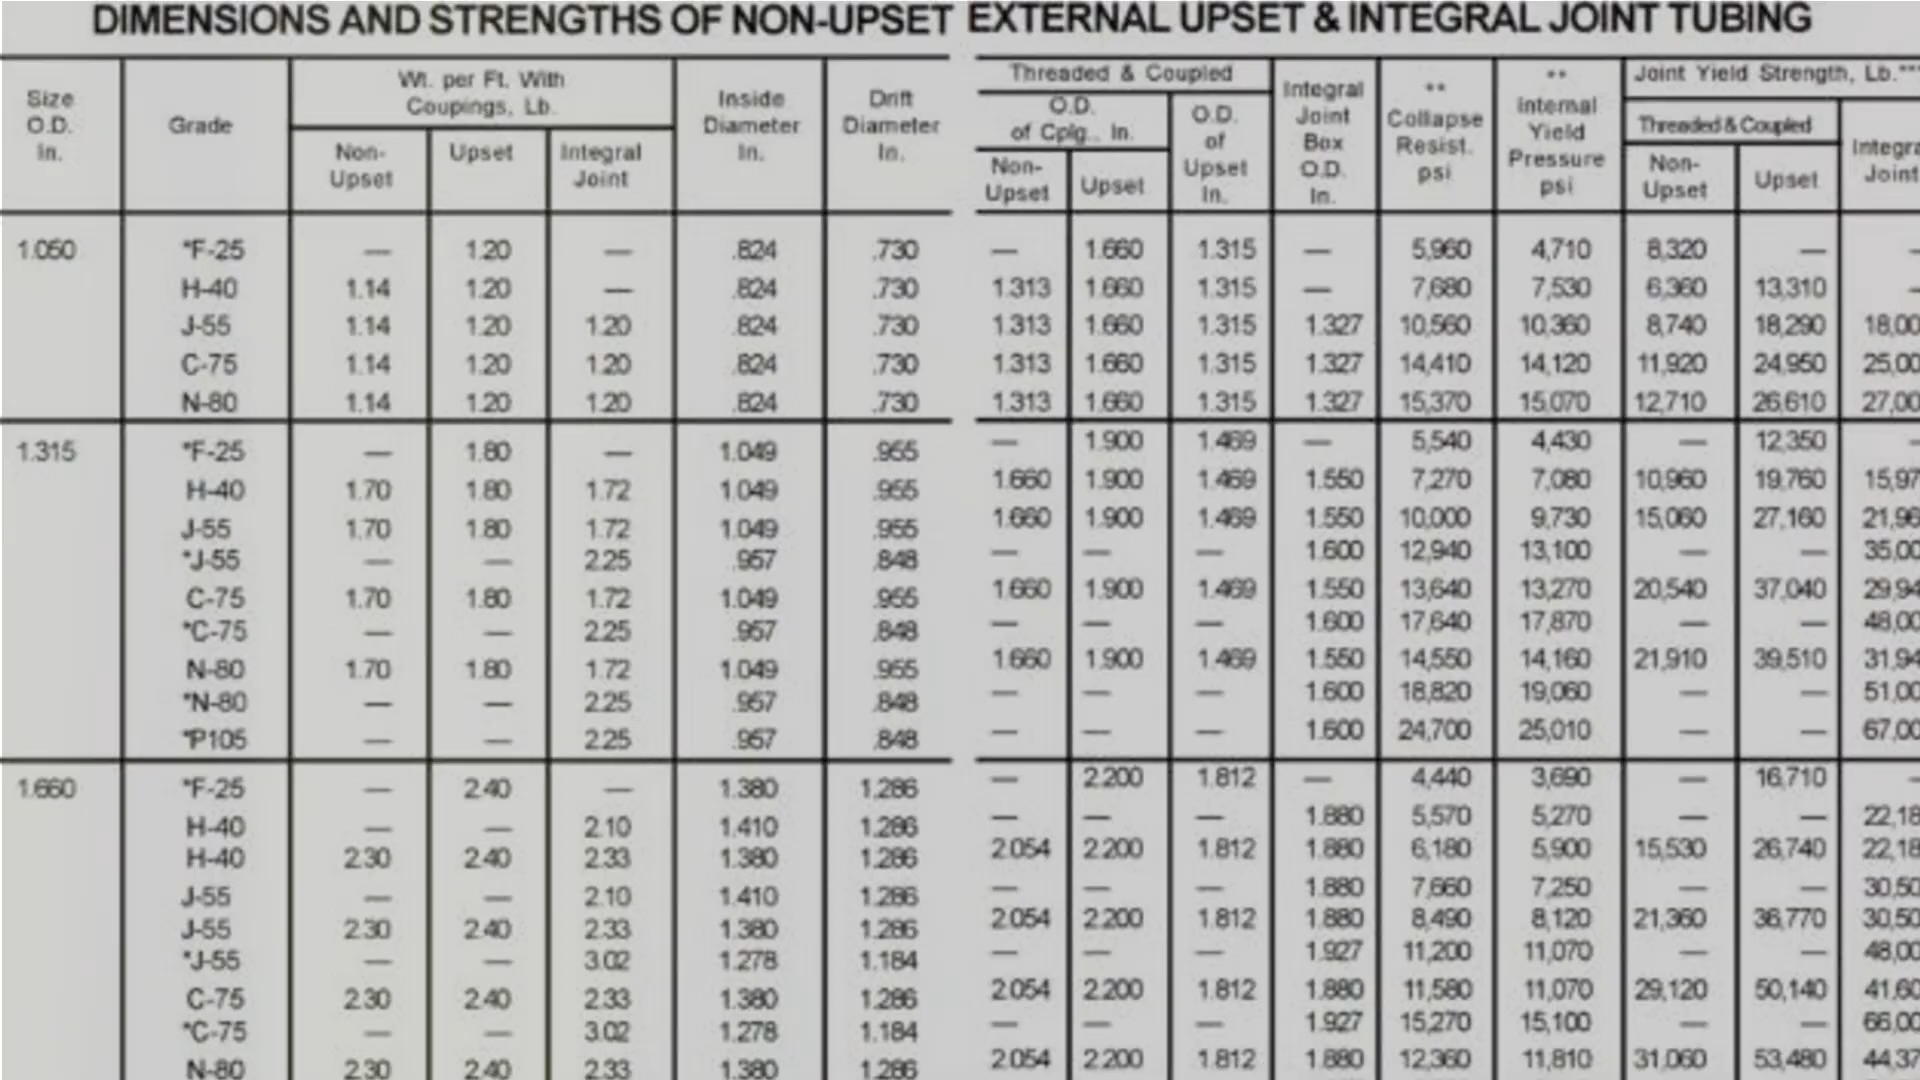 DIMENSIONS AND STRENGTHS OF NON-UPSET EXTERNAL UPSET & INTEGRAL JOINT TUBING
Size O.D. In. Grade Wt. per Ft. With Coupings, Lb. Inside Diameter In. Drift Diameter In. Threaded & Coupled Integral Joint Box O.D. In. ** Collapse Resist. psi ** Internal Yield Pressure psi Joint Yield Strength, Lb.***
Non-Upset Upset Integral Joint O.D. of Cplg., In. O.D. of Upset In. Threaded & Coupled
Non-Upset Upset Non-Upset Upset Joint
1.050 *F-25 — 1.20 — .824 .730 — 1.660 1.315 — 5,960 4,710 8,320 — —
H-40 1.14 1.20 — .824 .730 1.313 1.660 1.315 — 7,680 7,530 6,360 13,310 —
J-55 1.14 1.20 1.20 .824 .730 1.313 1.660 1.315 1.327 10,560 10,360 8,740 18,290 18,00
C-75 1.14 1.20 1.20 .824 .730 1.313 1.660 1.315 1.327 14,410 14,120 11,920 24,950 25,00
N-80 1.14 1.20 1.20 .824 .730 1.313 1.660 1.315 1.327 15,370 15,070 12,710 26,610 27,00
1.315 *F-25 — 1.80 — 1.049 .955 — 1.900 1.469 — 5,540 4,430 — 12,350 —
H-40 1.70 1.80 1.72 1.049 .955 1.660 1.900 1.469 1.550 7,270 7,080 10,960 19,760 15,97
J-55 1.70 1.80 1.72 1.049 .955 1.660 1.900 1.469 1.550 10,000 9,730 15,060 27,160 21,96
*J-55 — — 2.25 .957 .848 — — — 1.600 12,940 13,100 — — 35,00
C-75 1.70 1.80 1.72 1.049 .955 1.660 1.900 1.469 1.550 13,640 13,270 20,540 37,040 29,94
*C-75 — — 2.25 .957 .848 — — — 1.600 17,640 17,870 — — 48,00
N-80 1.70 1.80 1.72 1.049 .955 1.660 1.900 1.469 1.550 14,550 14,160 21,910 39,510 31,94
*N-80 — — 2.25 .957 .848 — — — 1.600 18,820 19,060 — — 51,00
*P105 — — 2.25 .957 .848 — — — 1.600 24,700 25,010 — — 67,00
1.660 *F-25 — 2.40 — 1.380 1.286 — 2.200 1.812 — 4,440 3,690 — 16,710 —
H-40 — — 2.10 1.410 1.286 — — — 1.880 5,570 5,270 — — 22,18
H-40 2.30 2.40 2.33 1.380 1.286 2.054 2.200 1.812 1.880 6,180 5,900 15,530 26,740 22,18
J-55 — — 2.10 1.410 1.286 — — — 1.880 7,660 7,250 — — 30,50
J-55 2.30 2.40 2.33 1.380 1.286 2.054 2.200 1.812 1.880 8,490 8,120 21,360 36,770 30,50
*J-55 — — 3.02 1.278 1.184 — — — 1.927 11,200 11,070 — — 48,00
C-75 2.30 2.40 2.33 1.380 1.286 2.054 2.200 1.812 1.880 11,580 11,070 29,120 50,140 41,60
*C-75 — — 3.02 1.278 1.184 — — — 1.927 15,270 15,100 — — 66,00
N-80 2.30 2.40 2.33 1.380 1.286 2.054 2.200 1.812 1.880 12,360 11,810 31,060 53,480 44,37